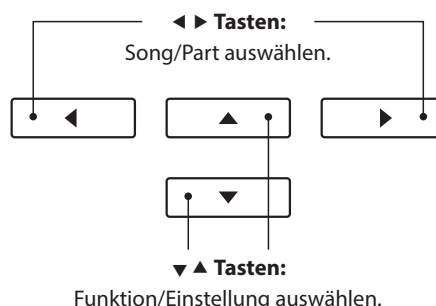 ◀ ▶ Tasten:
Song/Part auswählen.
◀
▲
▶
▼
▼ ▲ Tasten:
Funktion/Einstellung auswählen.